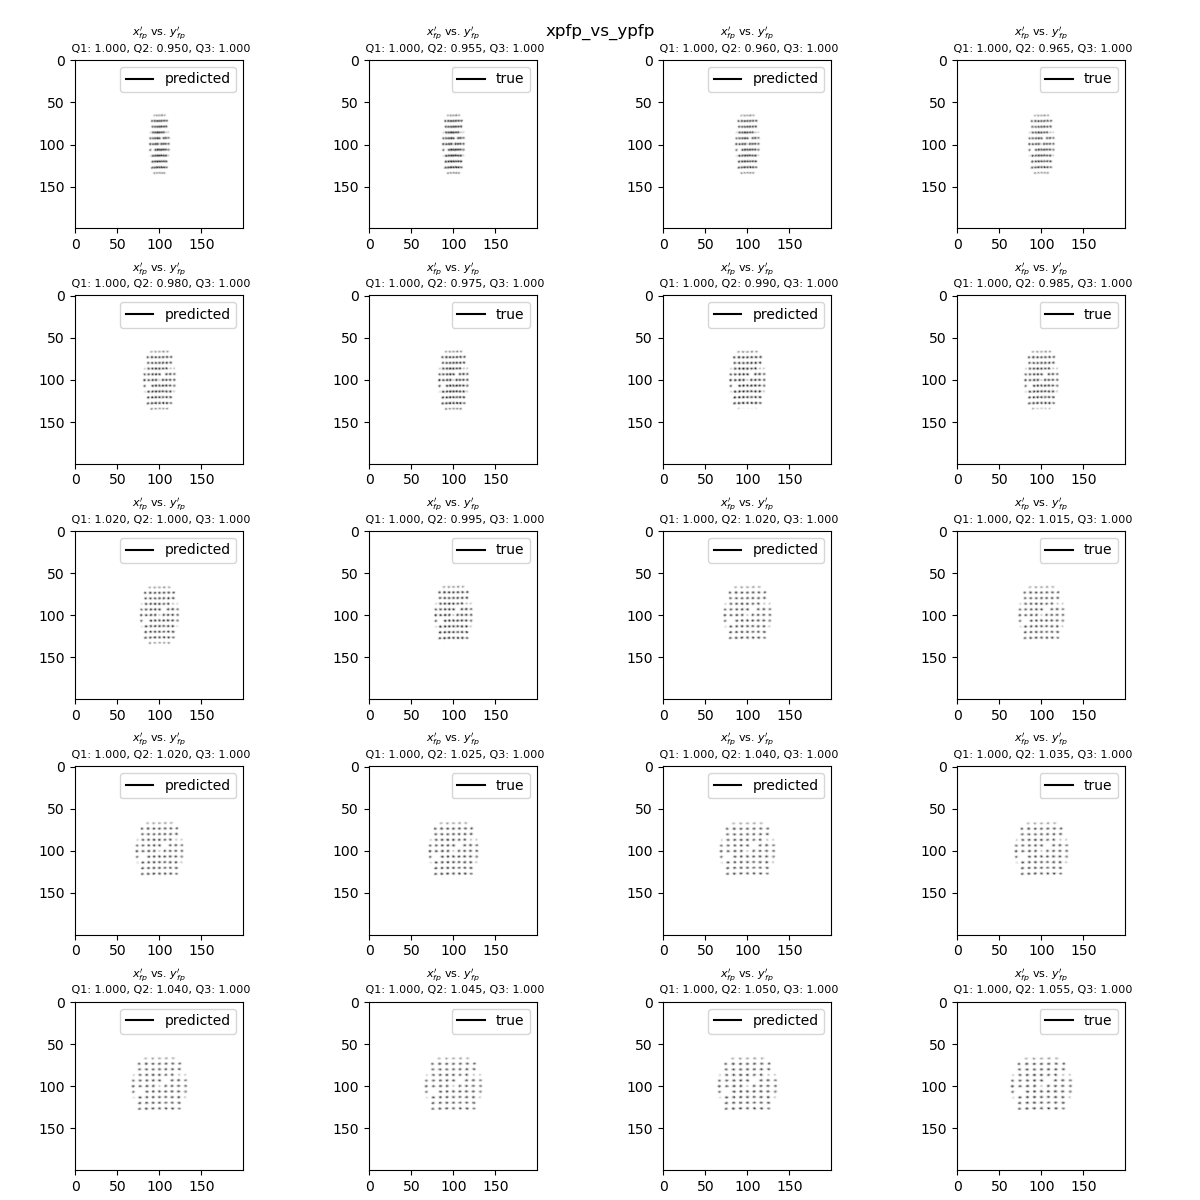 xpfp_vs_ypfp
x′fp vs. y′fp x′fp vs. y′fp x′fp vs. y′fp x′fp vs. y′fp
Q1: 1.000, Q2: 0.950, Q3: 1.000 Q1: 1.000, Q2: 0.955, Q3: 1.000 Q1: 1.000, Q2: 0.960, Q3: 1.000 Q1: 1.000, Q2: 0.965, Q3: 1.000
0 0 0 0
predicted true predicted true
50 50 50 50
100 100 100 100
150 150 150 150
0 50 100 150 0 50 100 150 0 50 100 150 0 50 100 150
x′fp vs. y′fp x′fp vs. y′fp x′fp vs. y′fp x′fp vs. y′fp
Q1: 1.000, Q2: 0.980, Q3: 1.000 Q1: 1.000, Q2: 0.975, Q3: 1.000 Q1: 1.000, Q2: 0.990, Q3: 1.000 Q1: 1.000, Q2: 0.985, Q3: 1.000
0 0 0 0
predicted true predicted true
50 50 50 50
100 100 100 100
150 150 150 150
0 50 100 150 0 50 100 150 0 50 100 150 0 50 100 150
x′fp vs. y′fp x′fp vs. y′fp x′fp vs. y′fp x′fp vs. y′fp
Q1: 1.020, Q2: 1.000, Q3: 1.000 Q1: 1.000, Q2: 0.995, Q3: 1.000 Q1: 1.000, Q2: 1.020, Q3: 1.000 Q1: 1.000, Q2: 1.015, Q3: 1.000
0 0 0 0
predicted true predicted true
50 50 50 50
100 100 100 100
150 150 150 150
0 50 100 150 0 50 100 150 0 50 100 150 0 50 100 150
x′fp vs. y′fp x′fp vs. y′fp x′fp vs. y′fp x′fp vs. y′fp
Q1: 1.000, Q2: 1.020, Q3: 1.000 Q1: 1.000, Q2: 1.025, Q3: 1.000 Q1: 1.000, Q2: 1.040, Q3: 1.000 Q1: 1.000, Q2: 1.035, Q3: 1.000
0 0 0 0
predicted true predicted true
50 50 50 50
100 100 100 100
150 150 150 150
0 50 100 150 0 50 100 150 0 50 100 150 0 50 100 150
x′fp vs. y′fp x′fp vs. y′fp x′fp vs. y′fp x′fp vs. y′fp
Q1: 1.000, Q2: 1.040, Q3: 1.000 Q1: 1.000, Q2: 1.045, Q3: 1.000 Q1: 1.000, Q2: 1.050, Q3: 1.000 Q1: 1.000, Q2: 1.055, Q3: 1.000
0 0 0 0
predicted true predicted true
50 50 50 50
100 100 100 100
150 150 150 150
0 50 100 150 0 50 100 150 0 50 100 150 0 50 100 150